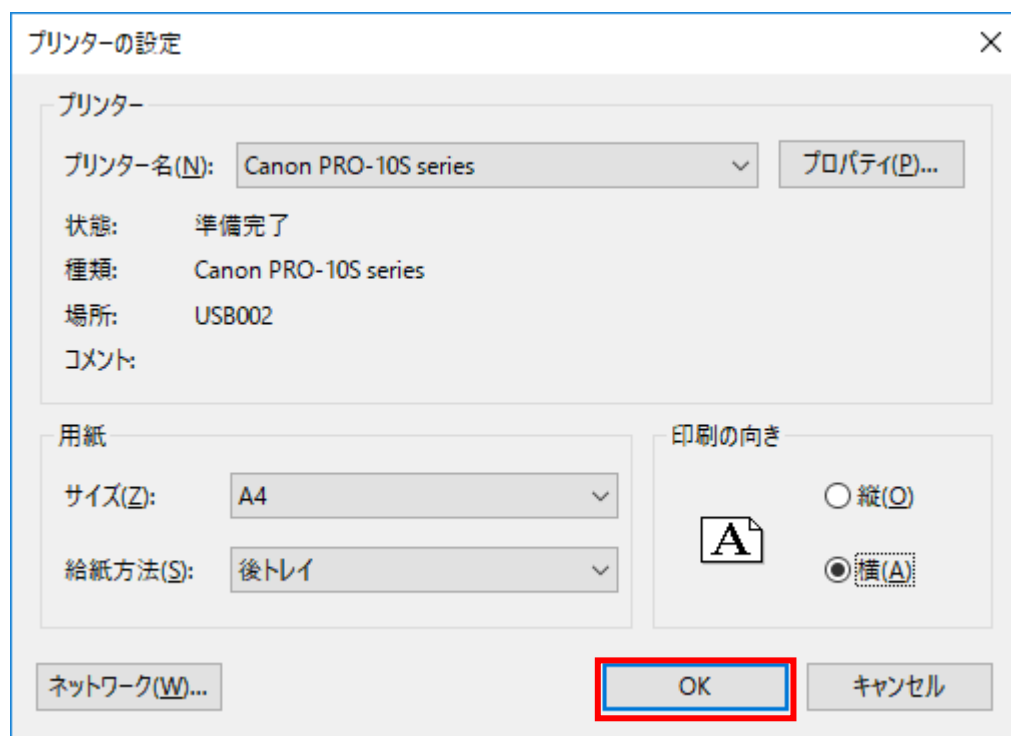 プリンターの設定
プリンター
プリンター名(N): Canon PRO-10S series プロパティ(P)...
状態: 準備完了
種類: Canon PRO-10S series
場所: USB002
コメント:
用紙 印刷の向き
サイズ(Z): A4 縦(O)
A
給紙方法(S): 後トレイ 横(A)
ネットワーク(W)... OK キャンセル